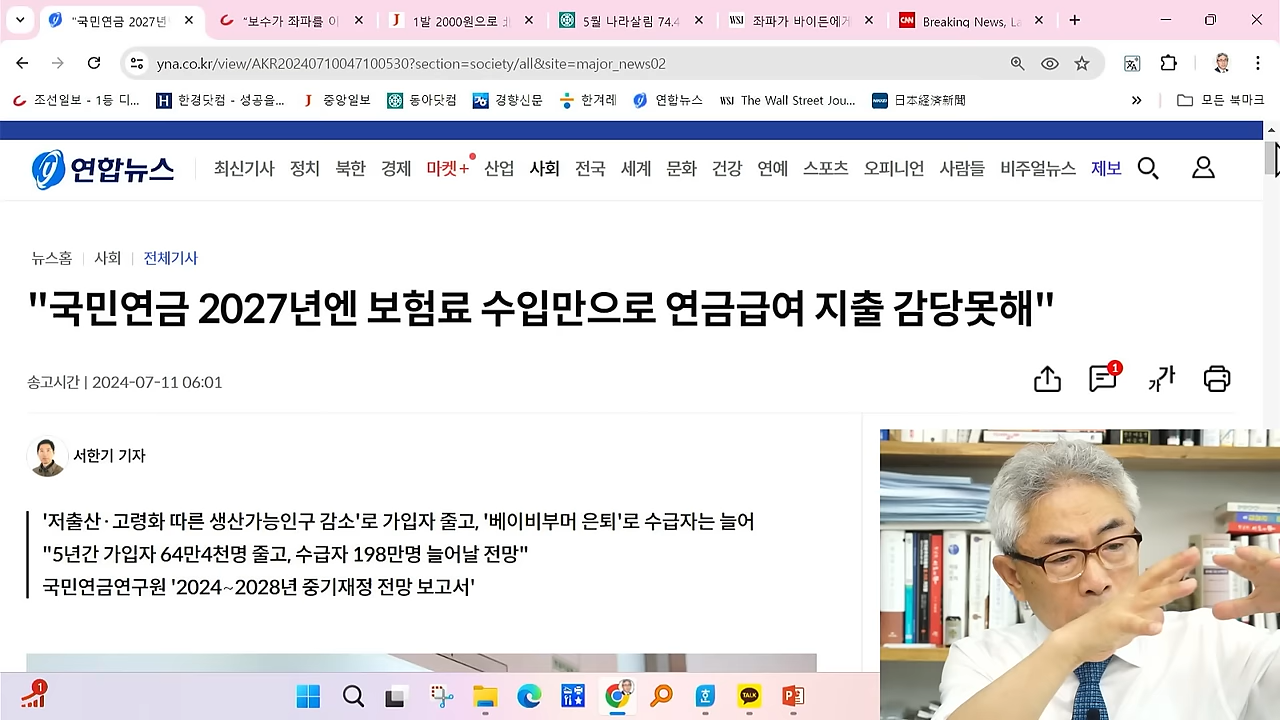 "국민연금 2027년
"보수가 좌파를 이
1발 2000원으로 北
5월 나라살림 74.4
WSJ 좌파가 바이든에게
CNN Breaking News, La
yna.co.kr/view/AKR20240710047100530?section=society/all&site=major_news02
조선일보 - 1등 디...
H 한경닷컴 - 성공을...
J 중앙일보
동아닷컴
경향신문
한겨레
연합뉴스
WSJ The Wall Street Jou...
日本経済新聞
» 모든 북마크
연합뉴스
최신기사 정치 북한 경제 마켓+ 산업 사회 전국 세계 문화 건강 연예 스포츠 오피니언 사람들 비주얼뉴스 제보
뉴스홈 | 사회 | 전체기사
"국민연금 2027년엔 보험료 수입만으로 연금급여 지출 감당못해"
송고시간 | 2024-07-11 06:01
1
가가
서한기 기자
'저출산·고령화 따른 생산가능인구 감소'로 가입자 줄고, '베이비부머 은퇴'로 수급자는 늘어
"5년간 가입자 64만4천명 줄고, 수급자 198만명 늘어날 전망"
국민연금연구원 '2024~2028년 중기재정 전망 보고서'
1
TALK